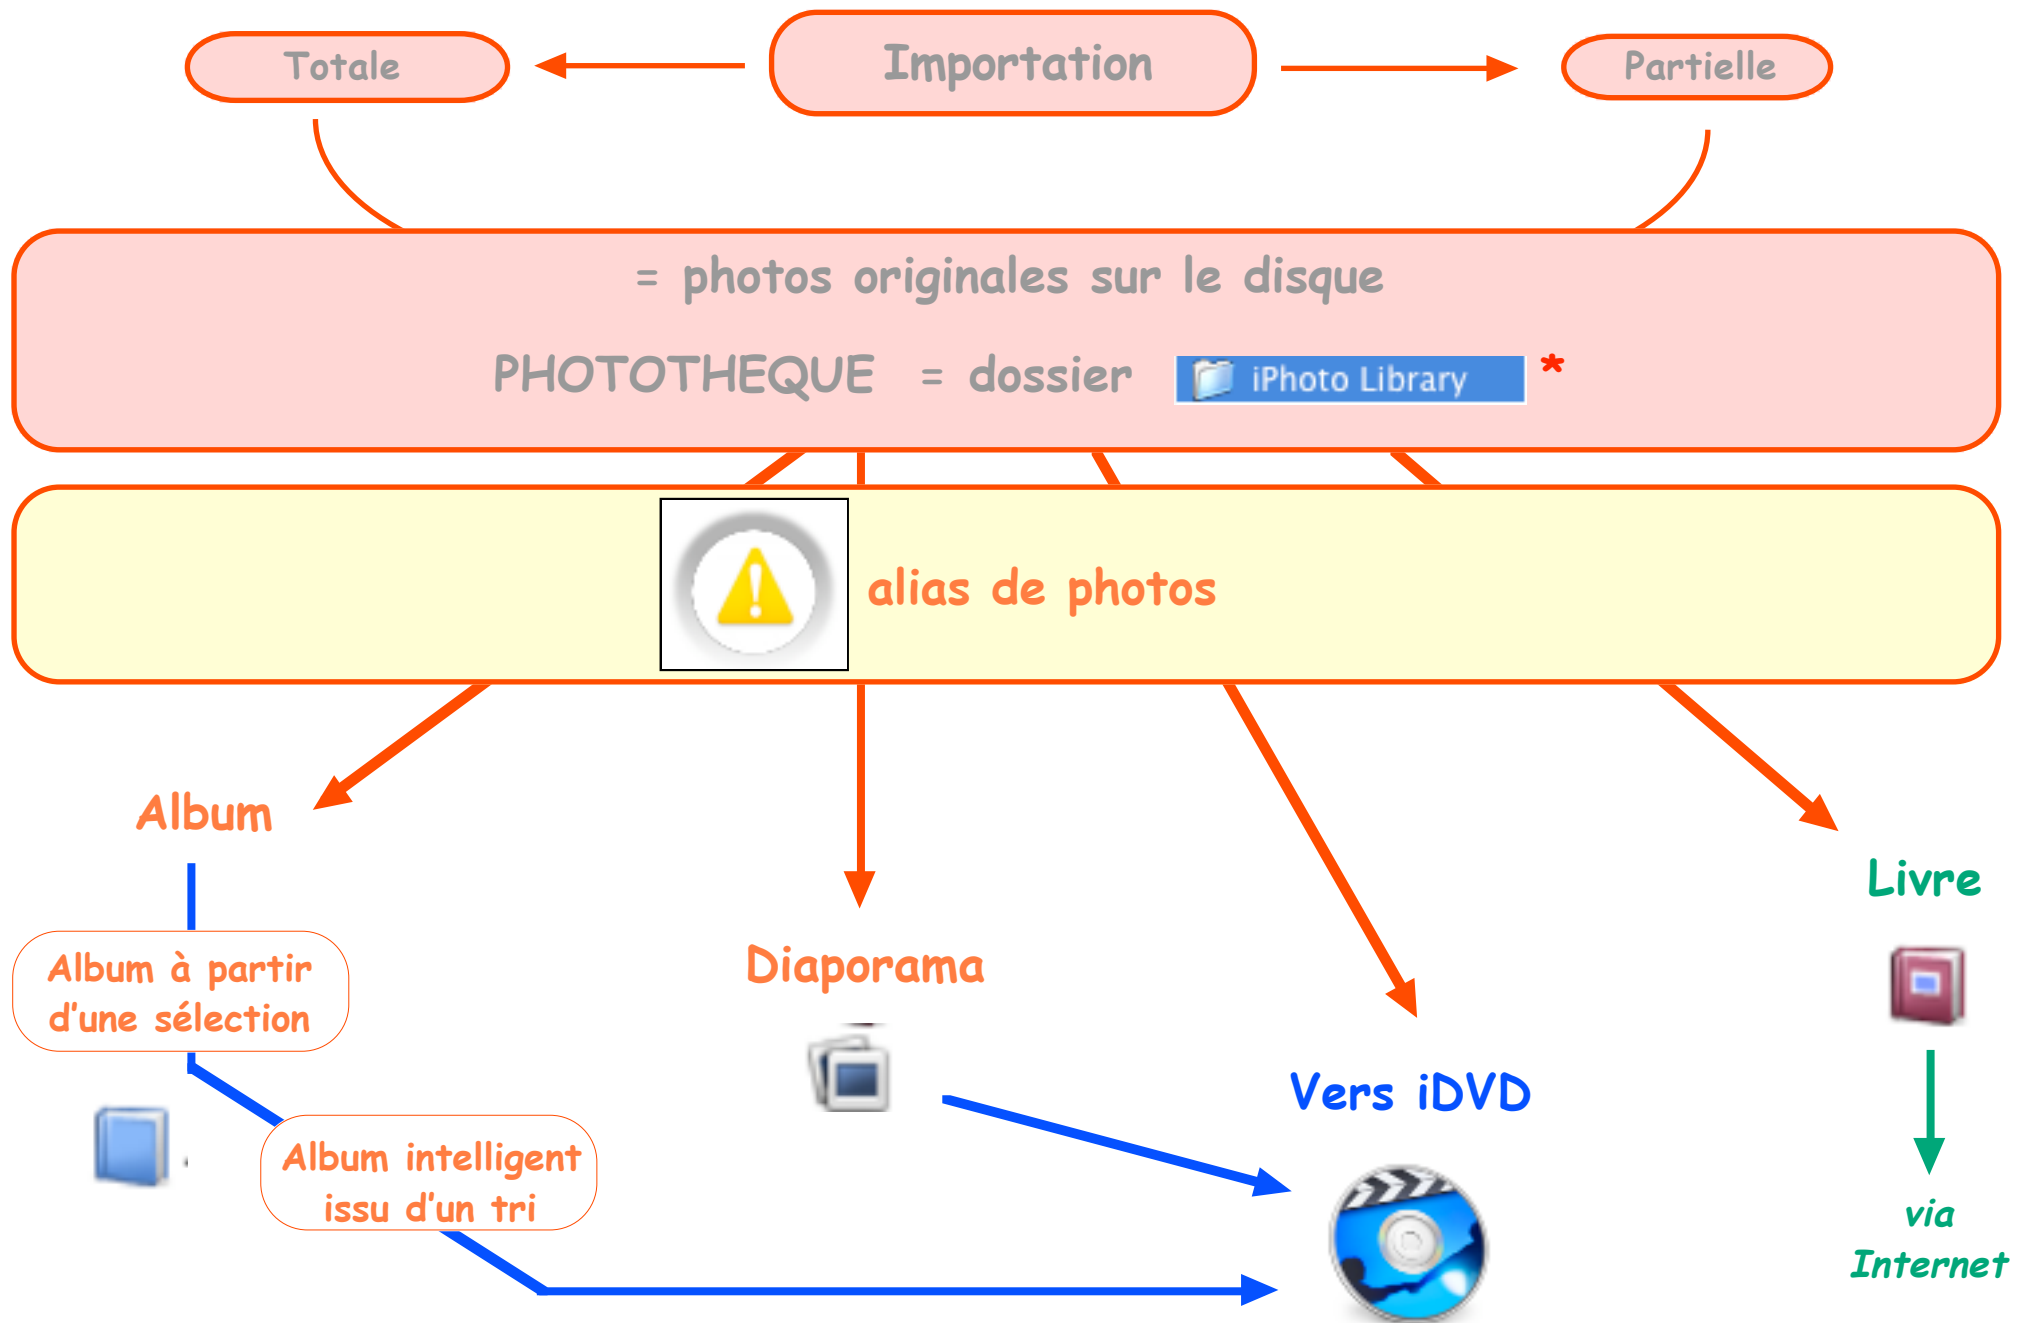 Totale
Importation
Partielle
= photos originales sur le disque
PHOTOTHEQUE = dossier iPhoto Library *
alias de photos
Album
Album à partir
d'une sélection
Album intelligent
issu d'un tri
Diaporama
Vers iDVD
Livre
via
Internet